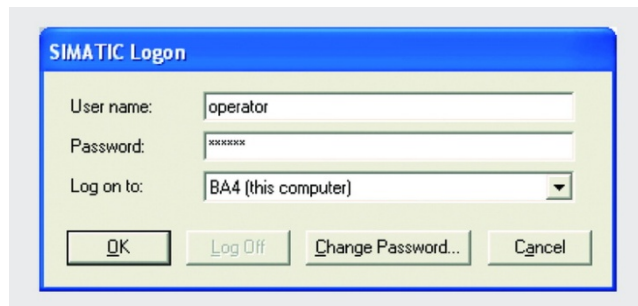 SIMATIC Logon
User name: operator
Password: ******
Log on to: BA4 (this computer)
OK Log Off Change Password... Cancel